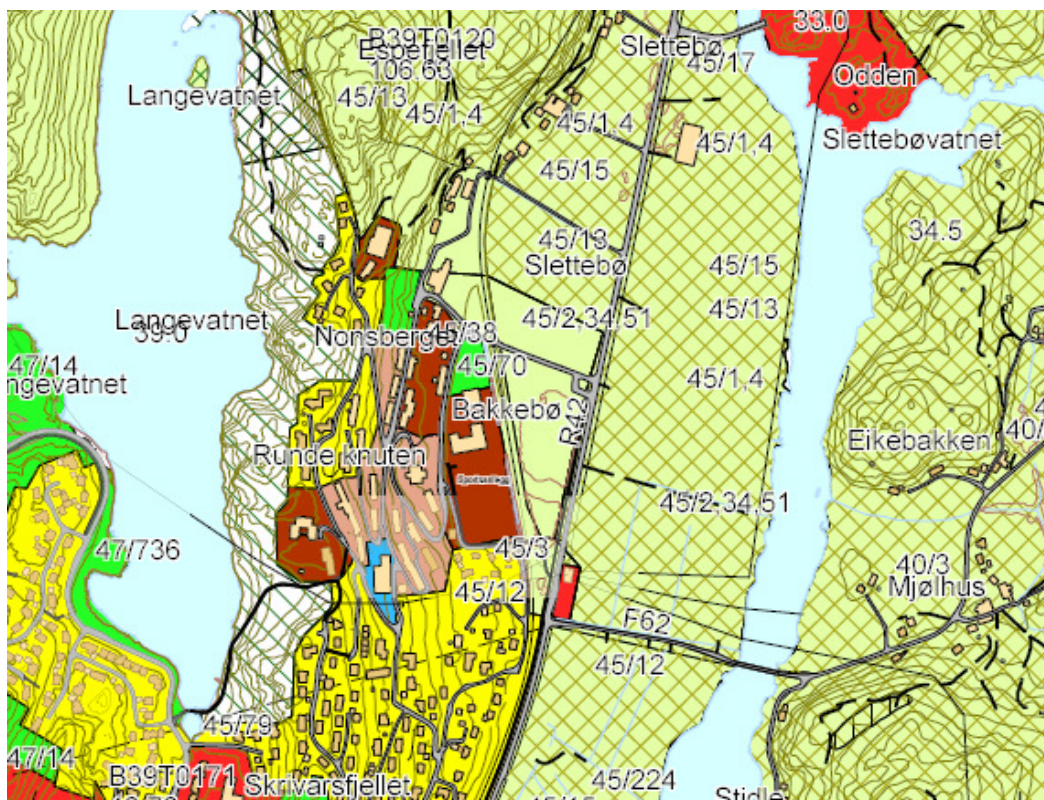 B39T0120
Espefjellet
106.63
33.0
Slettebø
45/17
Odden
Langevatnet
45/13
45/1,4
45/1,4
45/1,4
Slettebøvatnet
45/15
34.5
45/13
Slettebø
45/15
45/13
Langevatnet
39.0
45/2,34,51
Nonsberget
45/38
47/14
45/70
45/1,4
ngevatnet
Bakkebø
R42
Eikebakken
40/
Runde knuten
Sportsanlegg
45/2,34,51
47/736
45/3
40/3
Mjølhus
45/12
F62
45/12
45/79
47/14
B39T0171
Skrivarsfjellet
45/224
Stidle
45/15